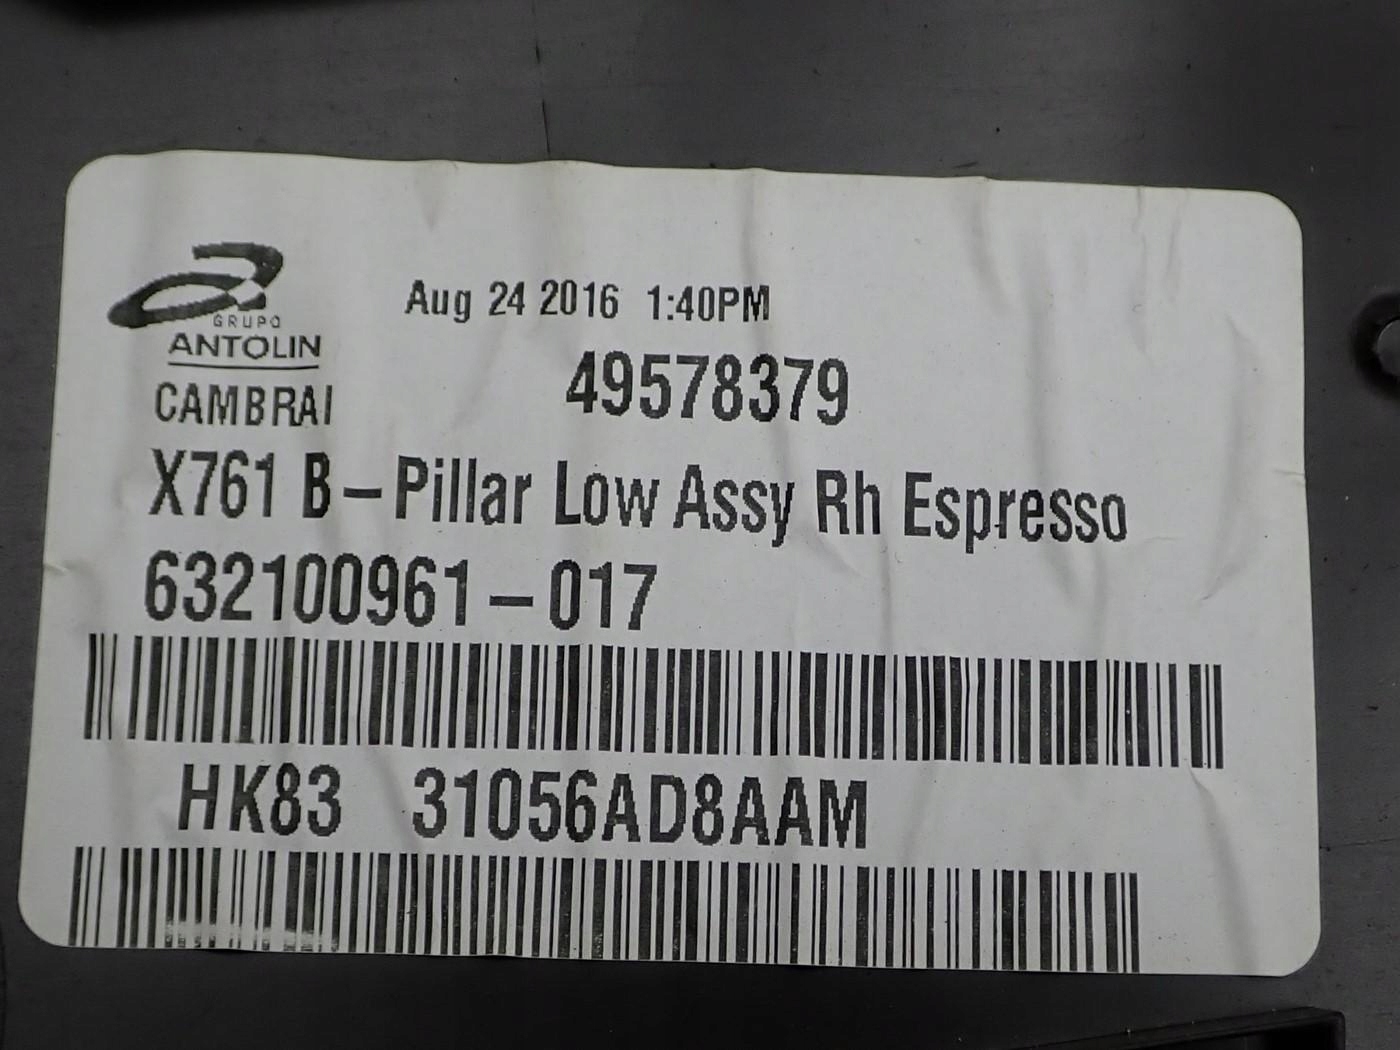 GRUPO
ANTOLIN
CAMBRAI
Aug 24 2016 1:40PM
49578379
X761 B-Pillar Low Assy Rh Espresso
632100961-017
HK83 31056AD8AAM